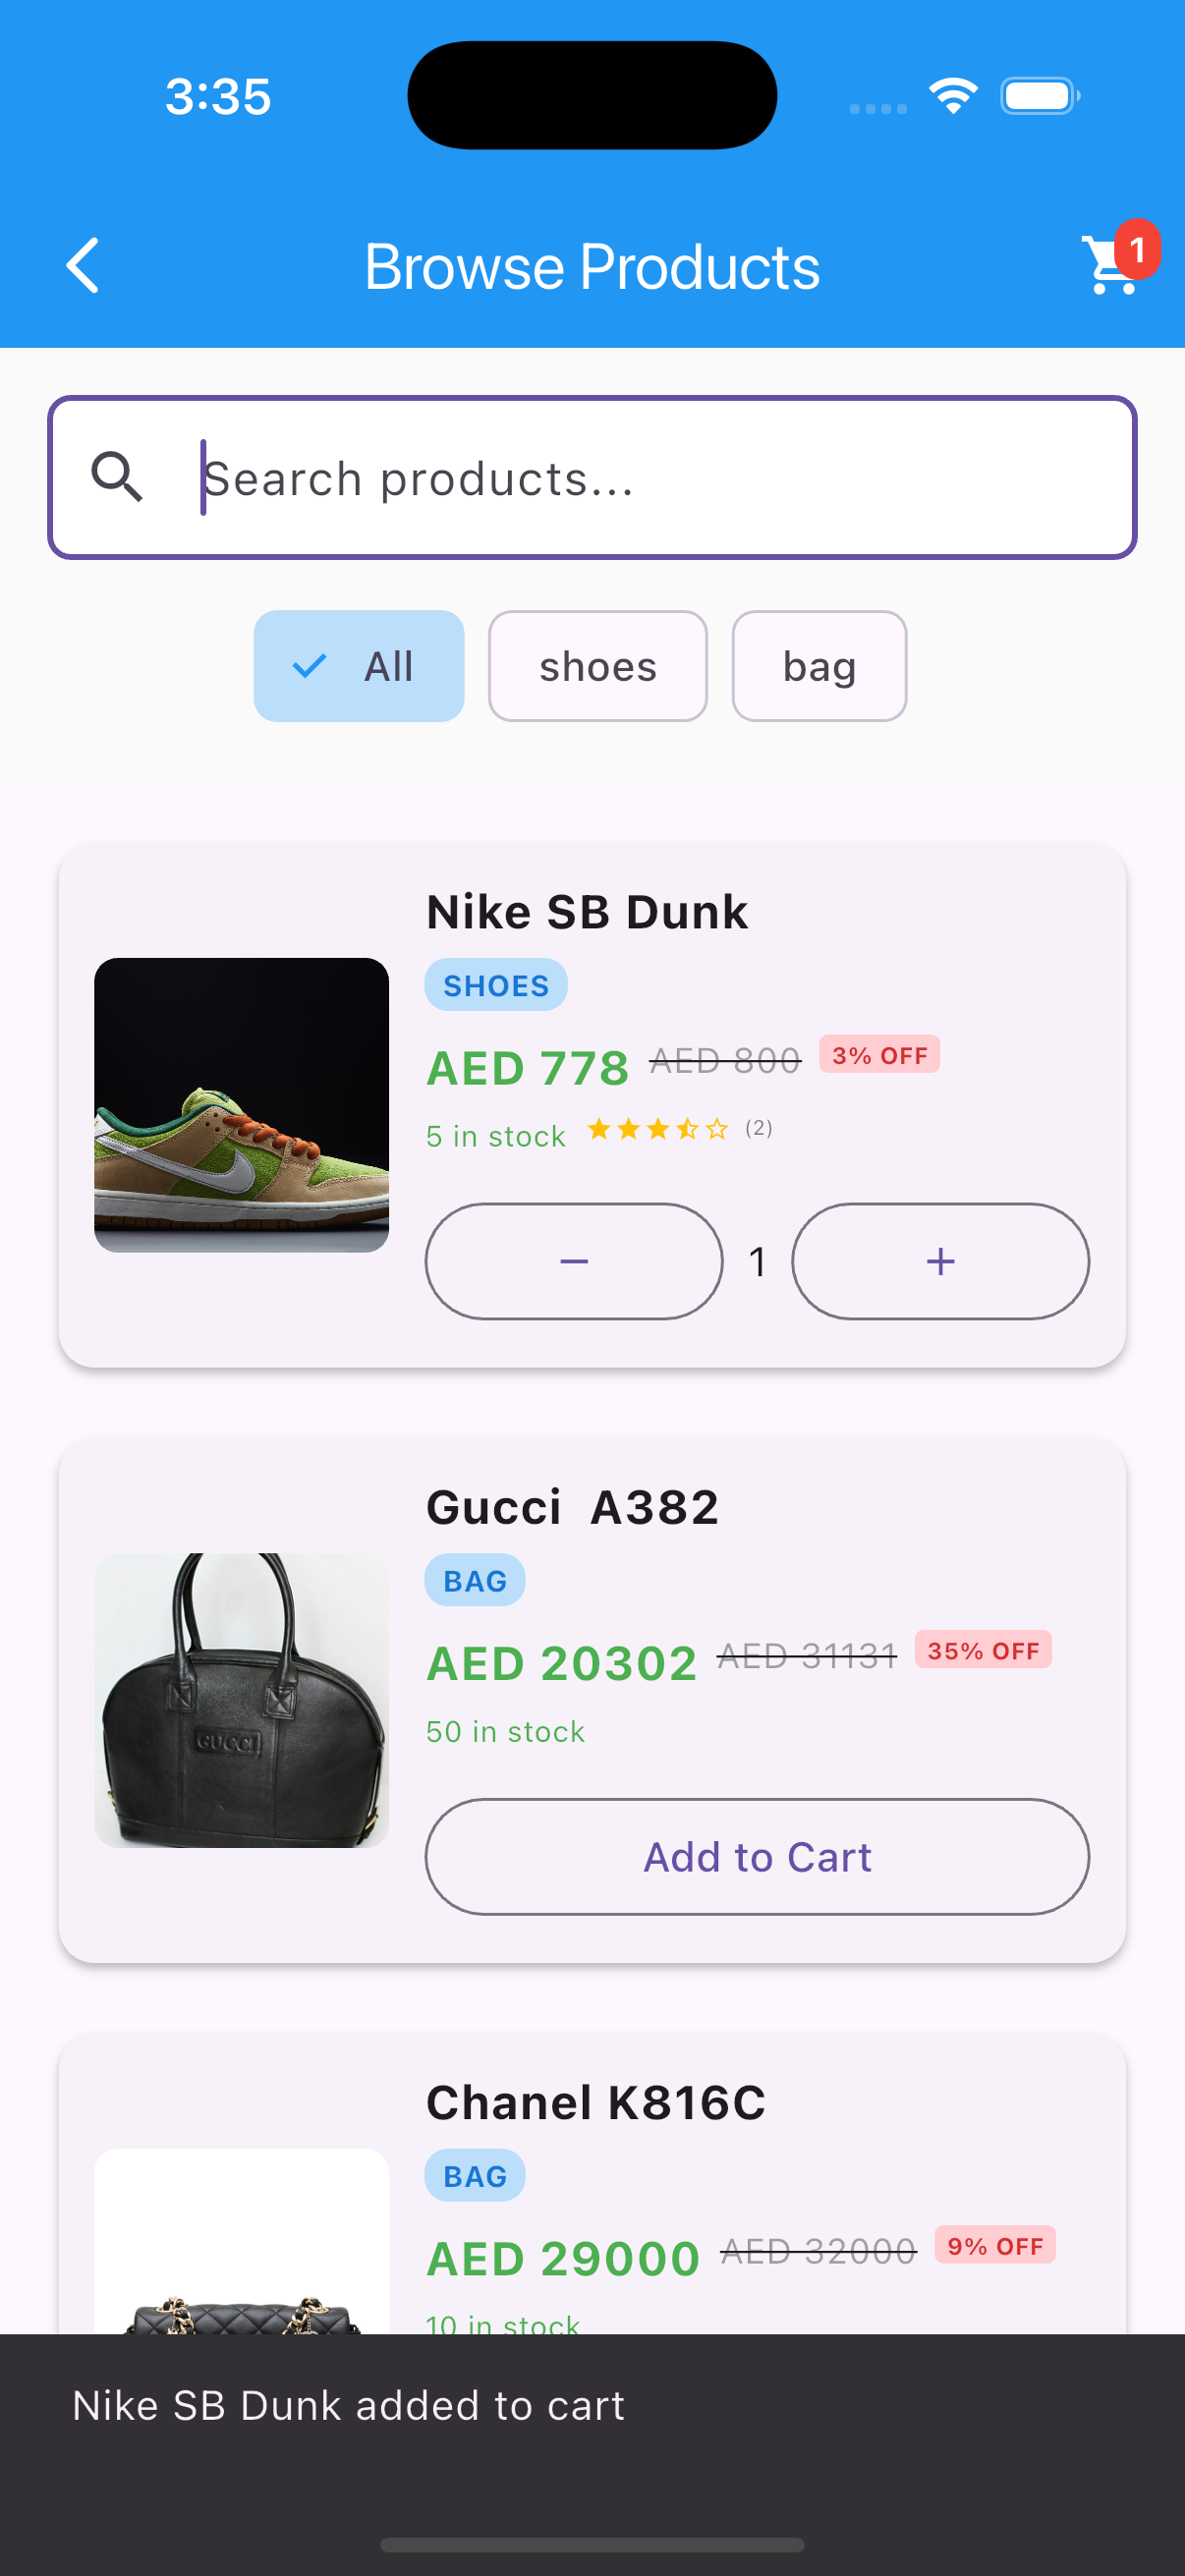 3:35
Browse Products
1
Search products...
All
shoes
bag
Nike SB Dunk
SHOES
AED 778 AED 800 3% OFF
5 in stock (2)
− 1 +
Gucci  A382
BAG
AED 20302 AED 31131 35% OFF
50 in stock
GUCCI
Add to Cart
Chanel K816C
BAG
AED 29000 AED 32000 9% OFF
10 in stock
Nike SB Dunk added to cart